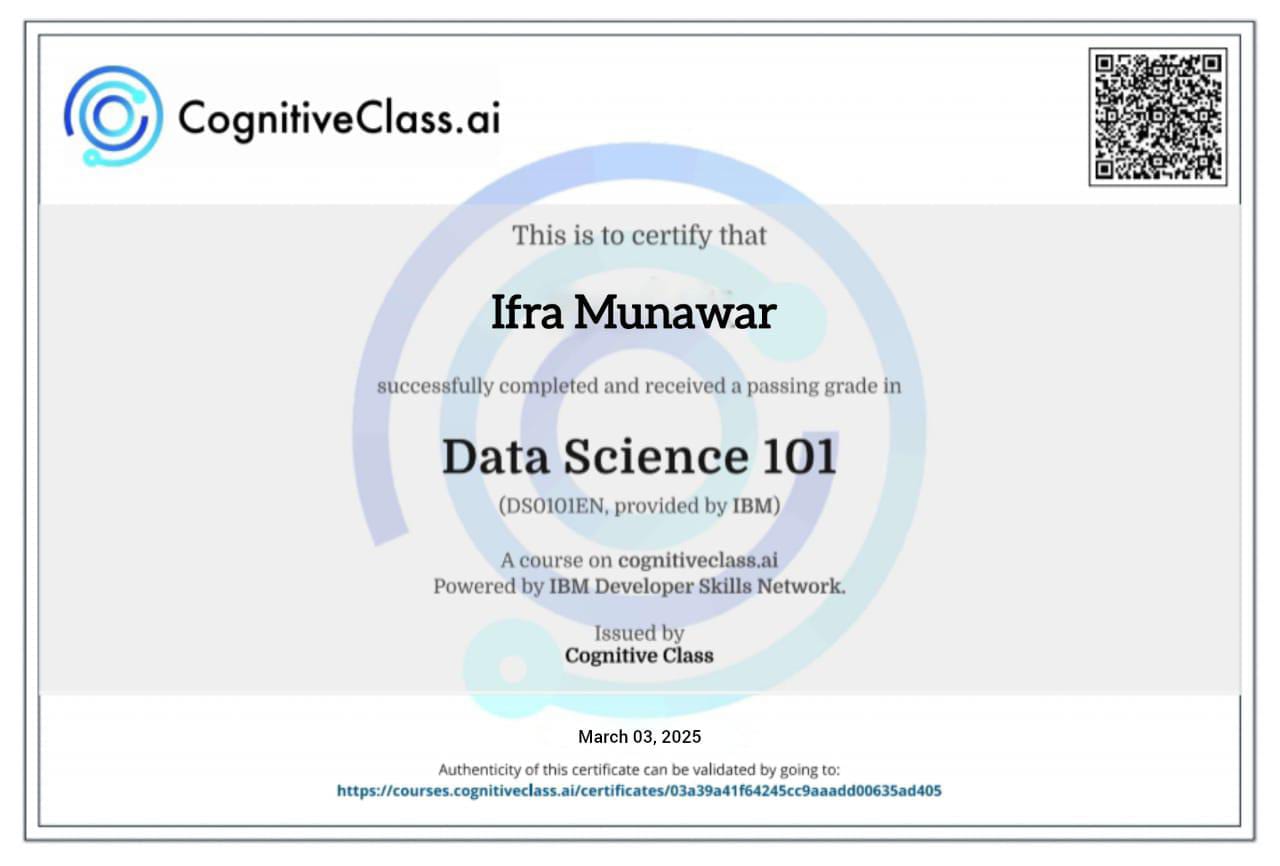 CognitiveClass.ai
This is to certify that
Ifra Munawar
successfully completed and received a passing grade in
Data Science 101
(DS0101EN, provided by IBM)
A course on cognitiveclass.ai
Powered by IBM Developer Skills Network.
Issued by
Cognitive Class
March 03, 2025
Authenticity of this certificate can be validated by going to:
https://courses.cognitiveclass.ai/certificates/03a39a41f64245cc9aaadd00635ad405